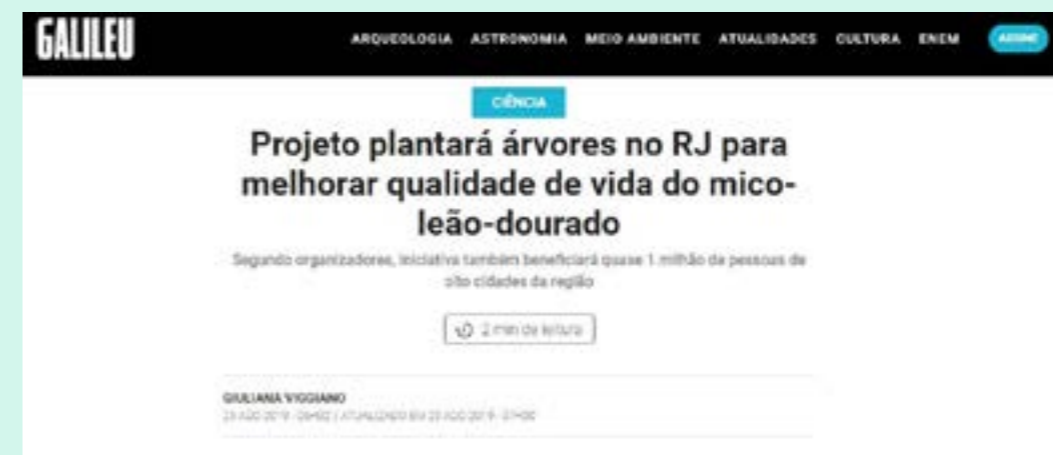 GALILEU
ARQUEOLOGIA ASTRONOMIA MEIO AMBIENTE ATUALIDADES CULTURA ENEM ASSINE
CIÊNCIA
Projeto plantará árvores no RJ para
melhorar qualidade de vida do mico-
leão-dourado
Segundo organizadores, iniciativa também beneficiará quase 1 milhão de pessoas de
oito cidades da região
2 min de leitura
GIULIANA VIGGIANO